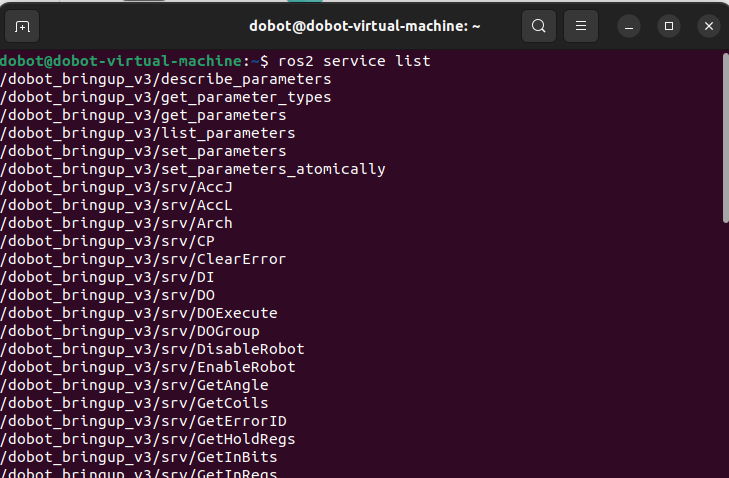 dobot@dobot-virtual-machine: ~
dobot@dobot-virtual-machine:~$ ros2 service list
/dobot_bringup_v3/describe_parameters
/dobot_bringup_v3/get_parameter_types
/dobot_bringup_v3/get_parameters
/dobot_bringup_v3/list_parameters
/dobot_bringup_v3/set_parameters
/dobot_bringup_v3/set_parameters_atomically
/dobot_bringup_v3/srv/AccJ
/dobot_bringup_v3/srv/AccL
/dobot_bringup_v3/srv/Arch
/dobot_bringup_v3/srv/CP
/dobot_bringup_v3/srv/ClearError
/dobot_bringup_v3/srv/DI
/dobot_bringup_v3/srv/DO
/dobot_bringup_v3/srv/DOExecute
/dobot_bringup_v3/srv/DOGroup
/dobot_bringup_v3/srv/DisableRobot
/dobot_bringup_v3/srv/EnableRobot
/dobot_bringup_v3/srv/GetAngle
/dobot_bringup_v3/srv/GetCoils
/dobot_bringup_v3/srv/GetErrorID
/dobot_bringup_v3/srv/GetHoldRegs
/dobot_bringup_v3/srv/GetInBits
/dobot_bringup_v3/srv/GetInRegs